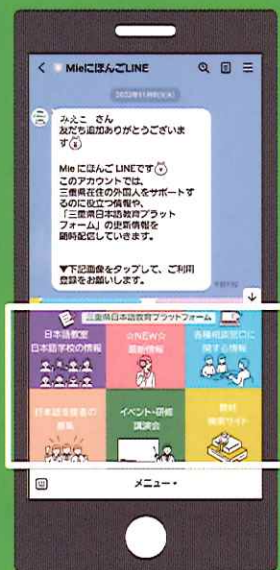 MieにほんごLINE
みえこ さん
友だち追加ありがとうございま
す
Mie にほんご LINEです
このアカウントでは、
三重県在住の外国人をサポートす
るのに役立つ情報や、
「三重県日本語教育プラット
フォーム」の更新情報を
随時配信していきます。
▼下記画像をタップして、ご利用
登録をお願いします。
三重県日本語教育プラットフォーム
日本語教室
日本語学校の情報
☆NEW☆
最新情報
各種相談窓口に
関する情報
日本語支援者の
募集
イベント・研修
講演会
教材
検索サイト
メニュー